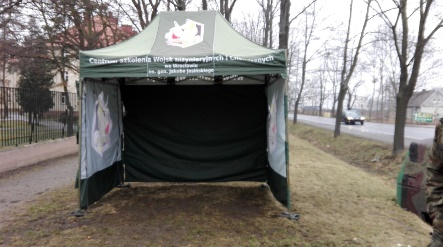 Centrum Szkolenia Wojsk Inżynieryjnych i Chemicznych
we Wrocławiu
im. gen. Jakuba Jasińskiego